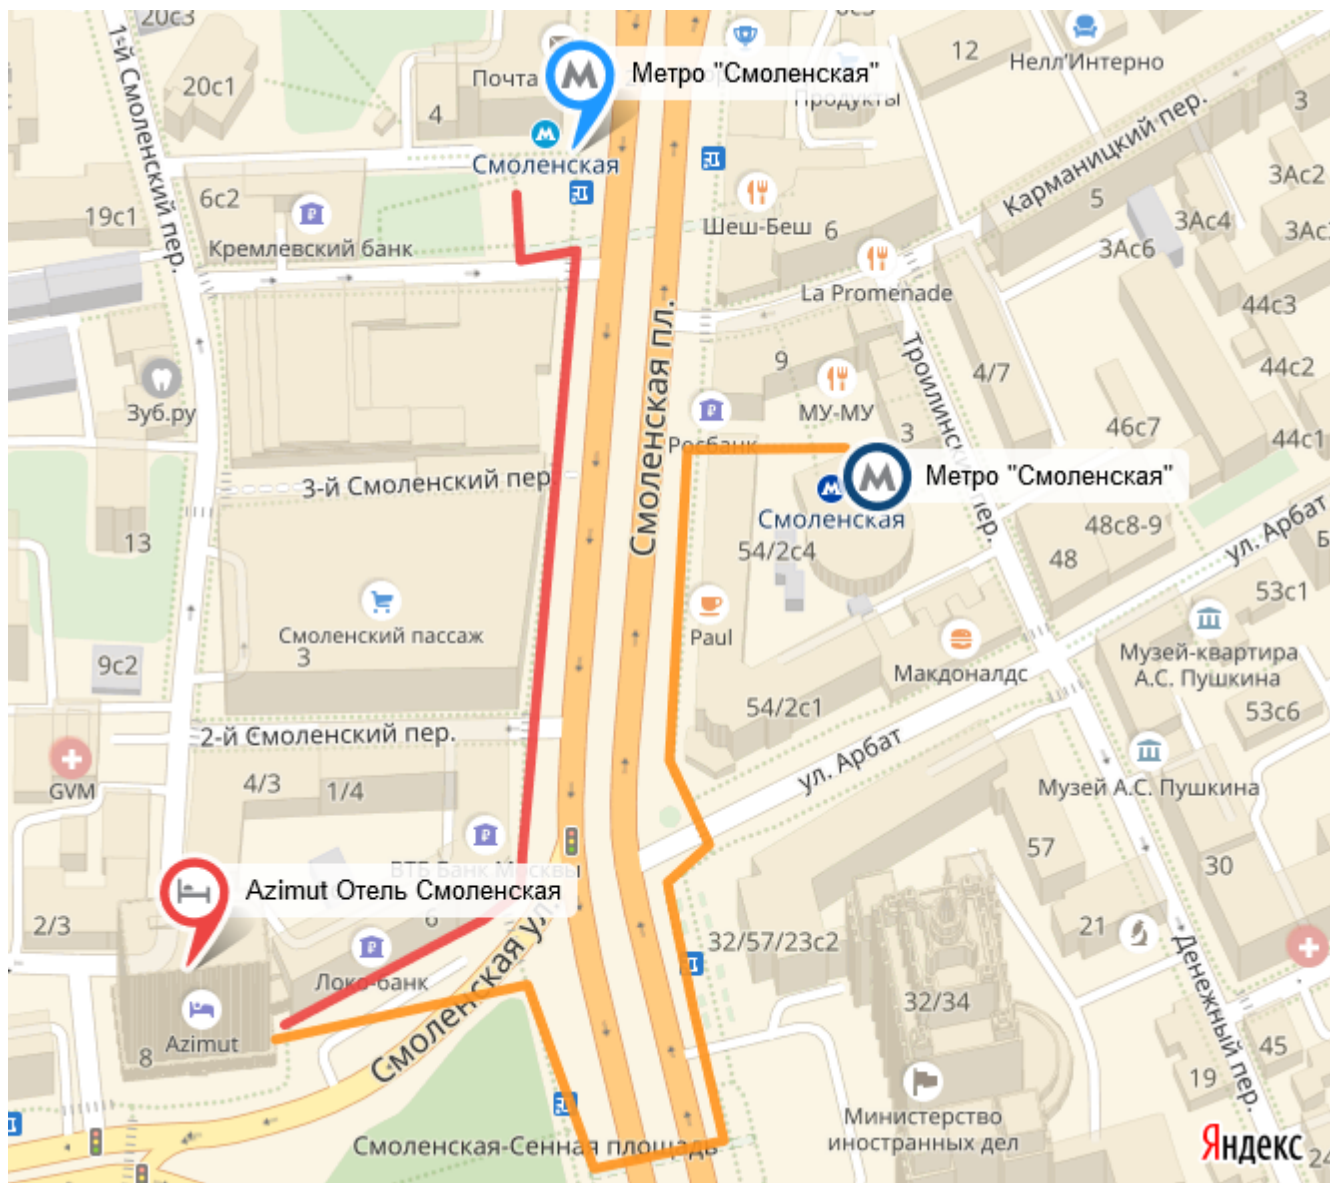 20с3
12
Нелл'Интерно
Почта
Метро "Смоленская"
20с1
Продукты
3
4
1-й Смоленский пер.
Смоленская
Карманицкий пер.
3Ас2
6с2
5
19с1
Шеш-Беш
6
3Ас4
Кремлевский банк
3Ас6
La Promenade
44с3
Смоленская пл.
9
Троилинский пер.
4/7
44с2
Зуб.ру
МУ-МУ
3
46с7
44с1
Росбанк
3-й Смоленский пер.
Метро "Смоленская"
Смоленская
48с8-9
ул. Арбат
13
54/2с4
48
53с1
Смоленский пассаж
3
Paul
Музей-квартира
А.С. Пушкина
9с2
Макдоналдс
54/2с1
53с6
2-й Смоленский пер.
ул. Арбат
GVM
4/3
1/4
Музей А.С. Пушкина
57
30
ВТБ Банк Москвы
Azimut Отель Смоленская
2/3
6
21
32/57/23с2
Локо-банк
Смоленская ул.
32/34
Денежный пер.
Azimut
8
45
19
Министерство
иностранных дел
Смоленская-Сенная площадь
Яндекс